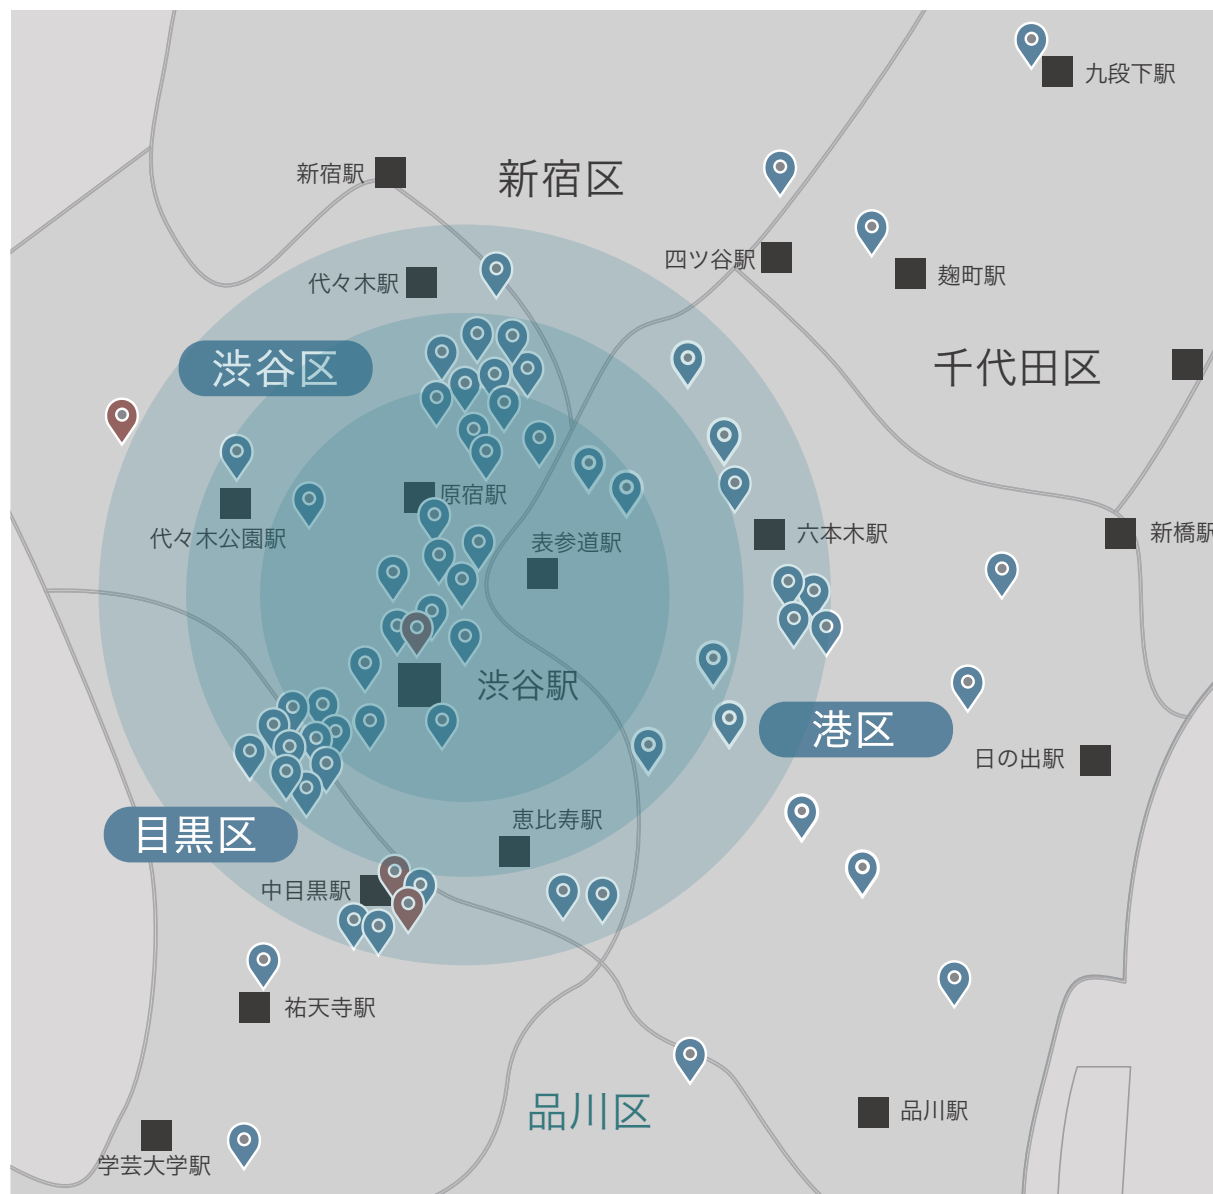 九段下駅
新宿駅
新宿区
四ツ谷駅
麹町駅
代々木駅
渋谷区
千代田区
原宿駅
代々木公園駅
表参道駅
六本木駅
新橋駅
渋谷駅
港区
日の出駅
目黒区
恵比寿駅
中目黒駅
祐天寺駅
品川区
品川駅
学芸大学駅